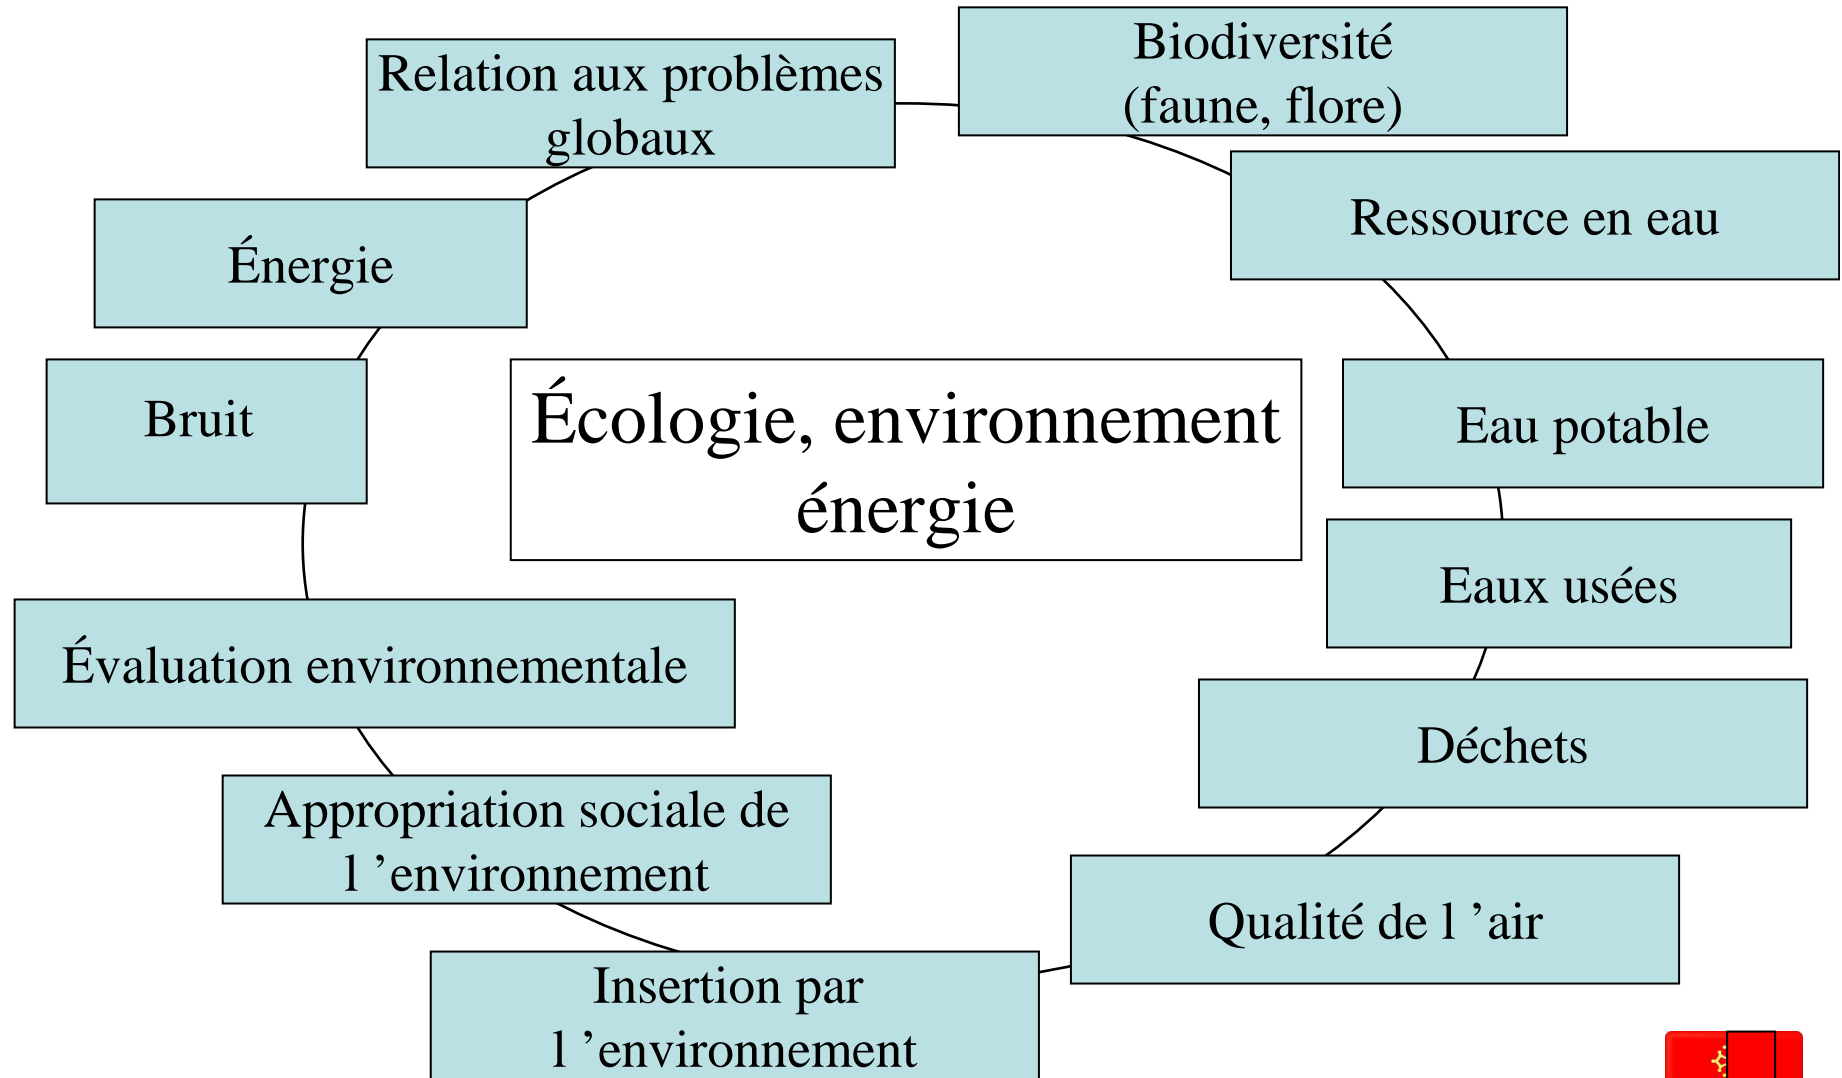 Biodiversité
(faune, flore)
Relation aux problèmes
globaux
Ressource en eau
Énergie
Écologie, environnement
énergie
Bruit
Eau potable
Eaux usées
Évaluation environnementale
Déchets
Appropriation sociale de
l ’environnement
Qualité de l ’air
Insertion par
l ’environnement